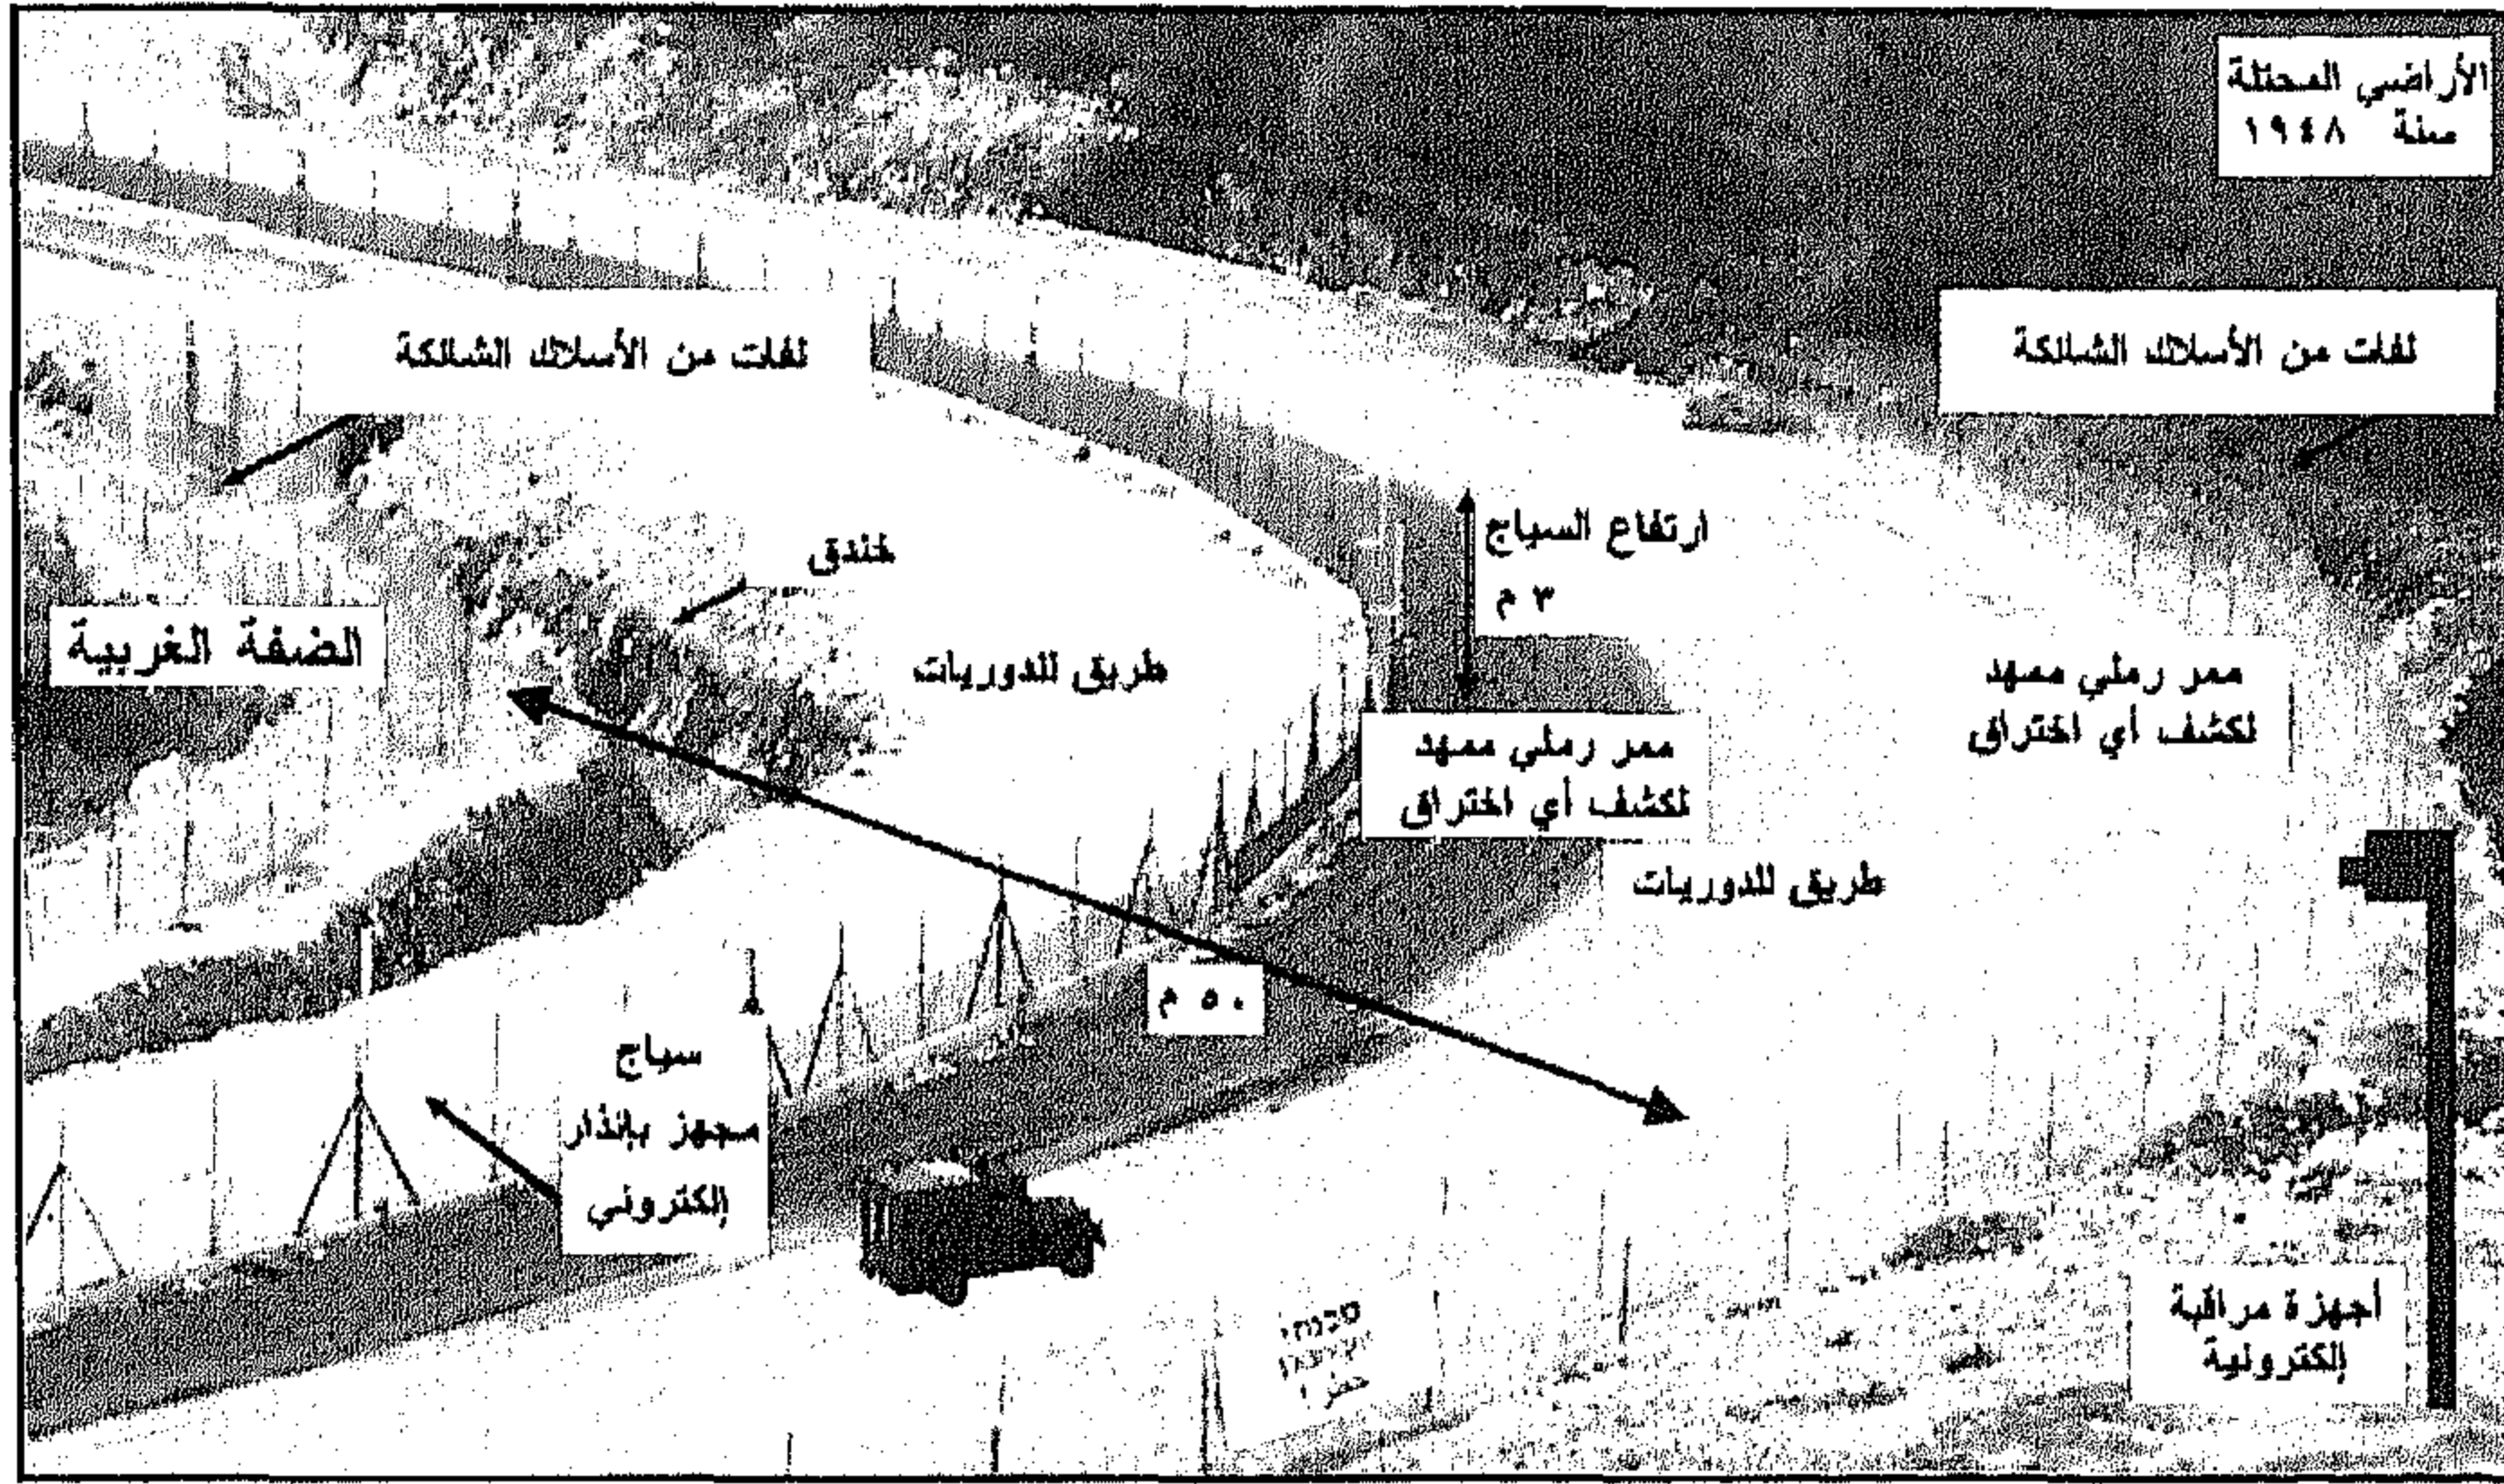 الأراضي المحتلة
سنة ١٩٤٨
لفات من الأسلاك الشائكة
لفات من الأسلاك الشائكة
ارتفاع السياج
٣ م
خندق
الضفة الغربية
طريق للدوريات
ممر رملي ممهد
لكشف أي اختراق
ممر رملي ممهد
لكشف أي اختراق
طريق للدوريات
٥٠ م
سياج
مجهز بإنذار
إلكتروني
أجهزة مراقبة
إلكترونية